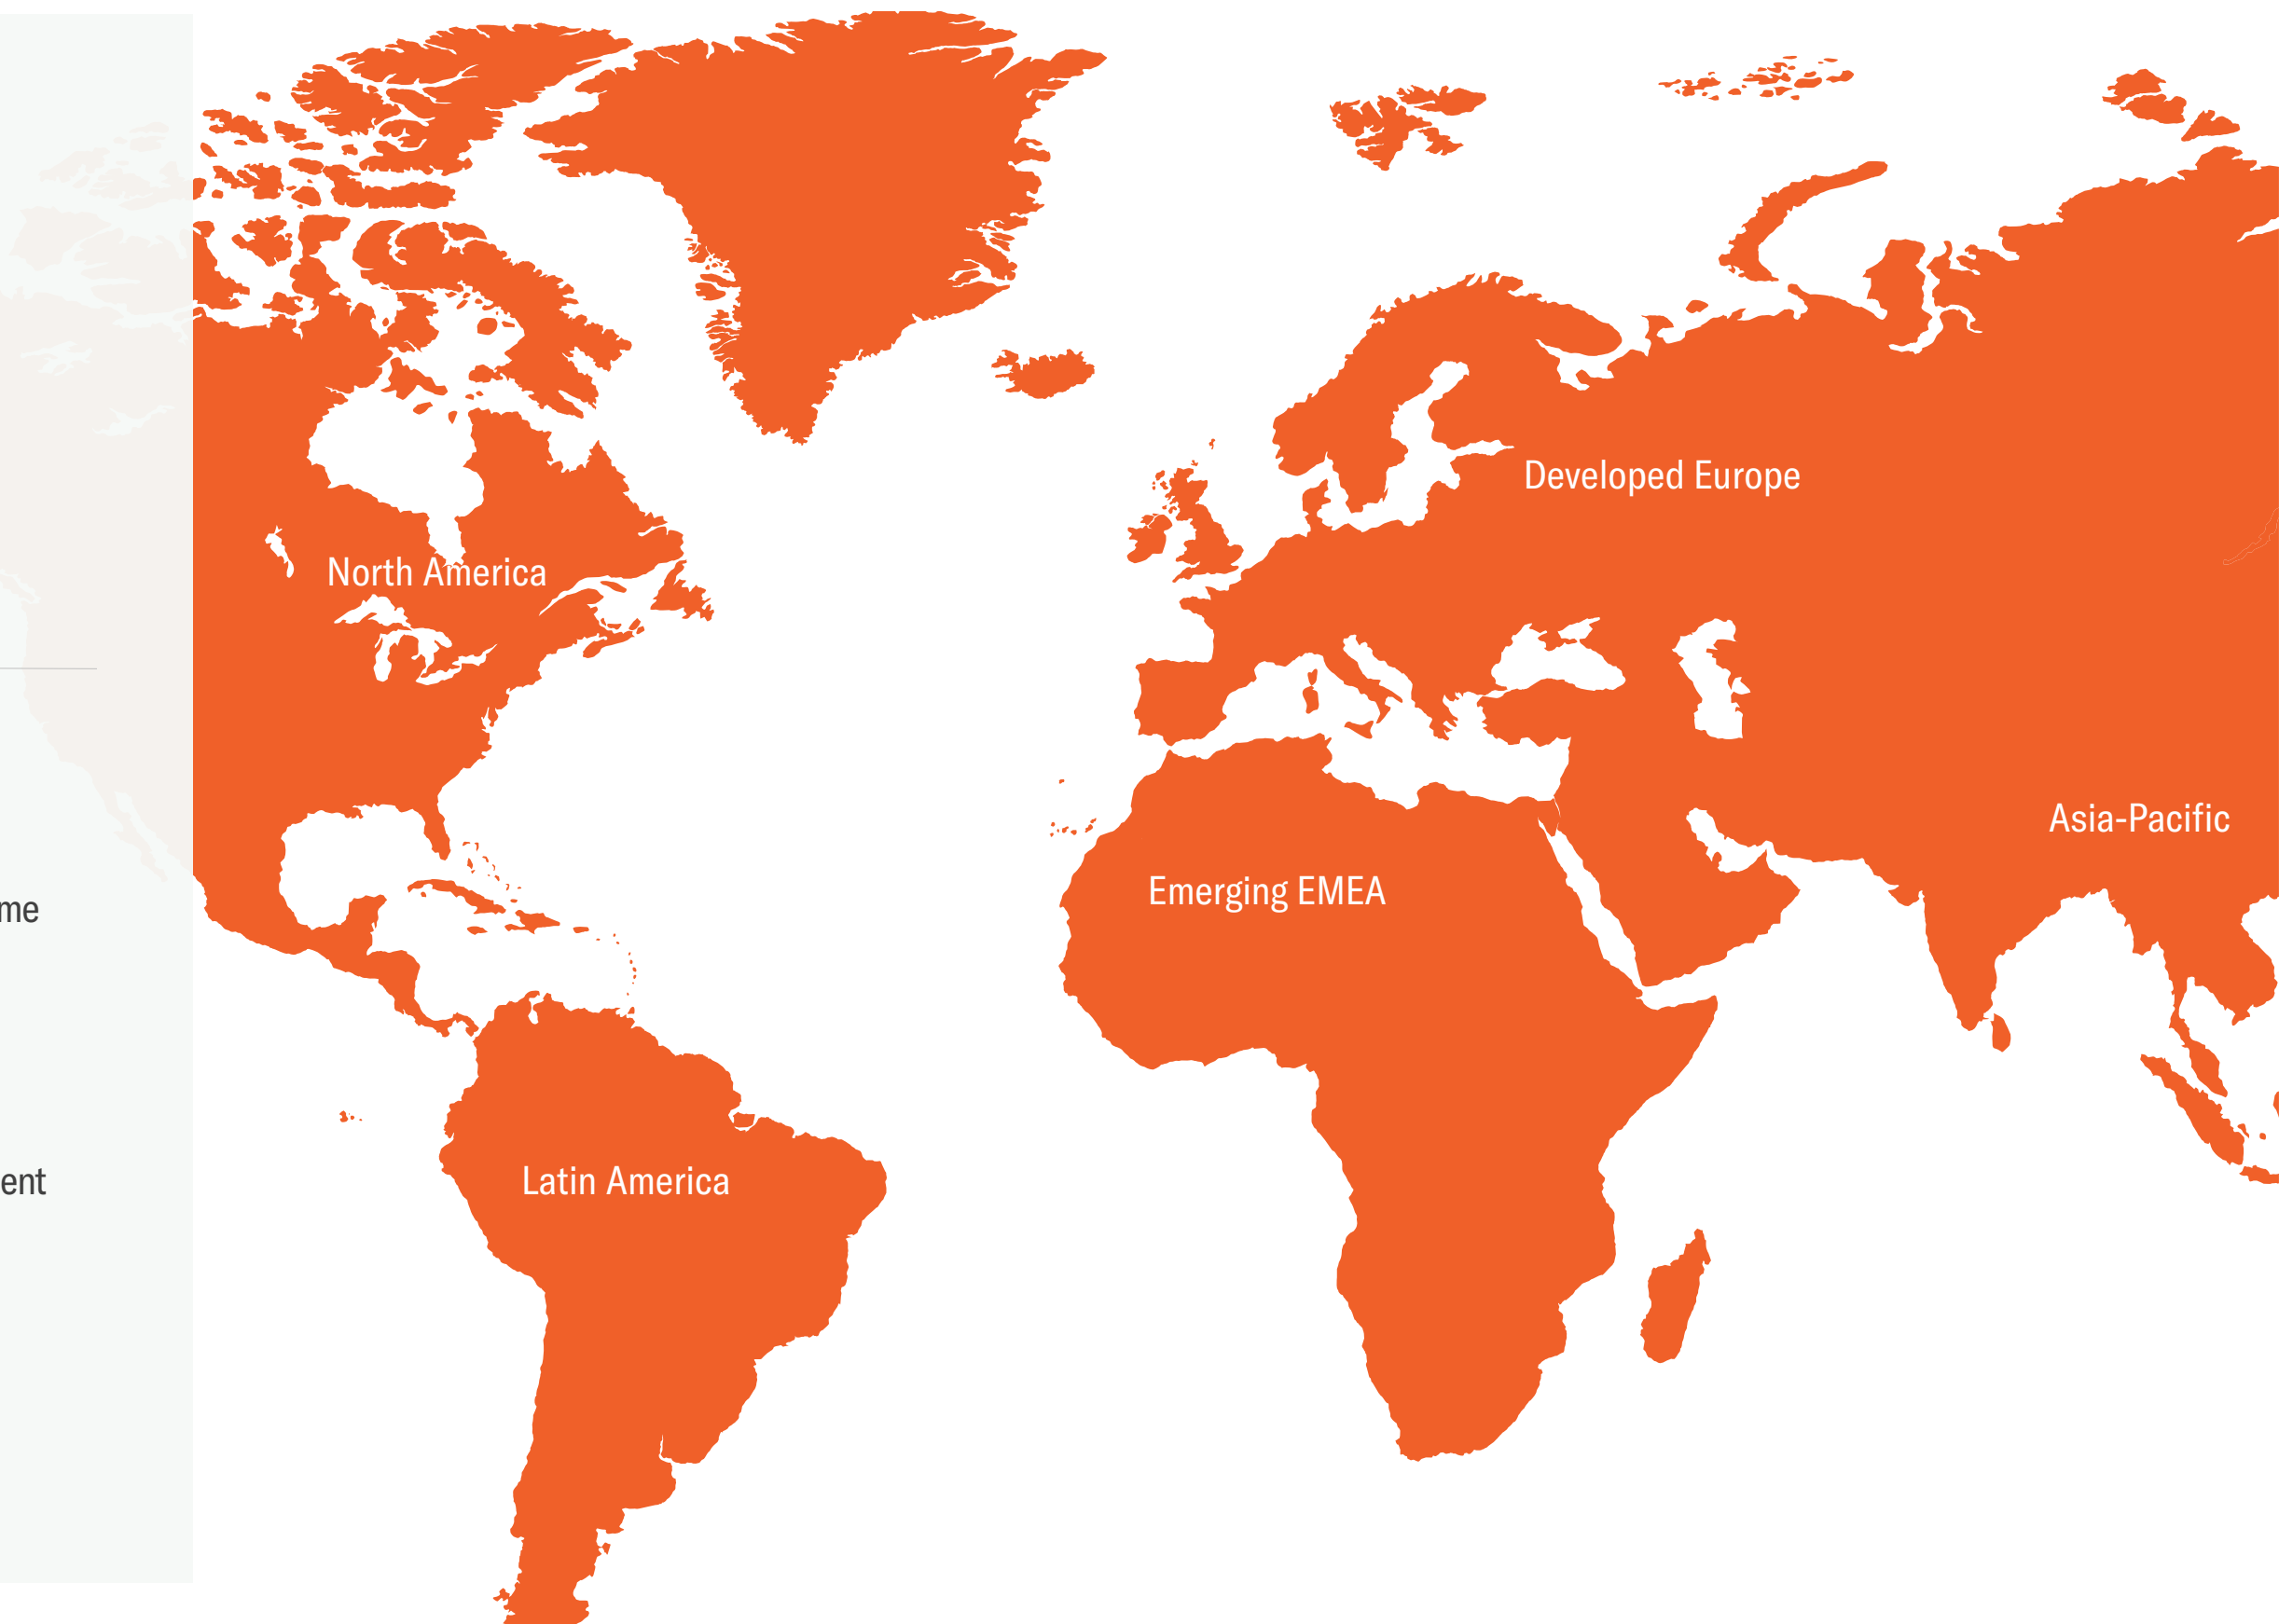 Developed Europe
North America
Asia-Pacific
Emerging EMEA
me
Latin America
ent